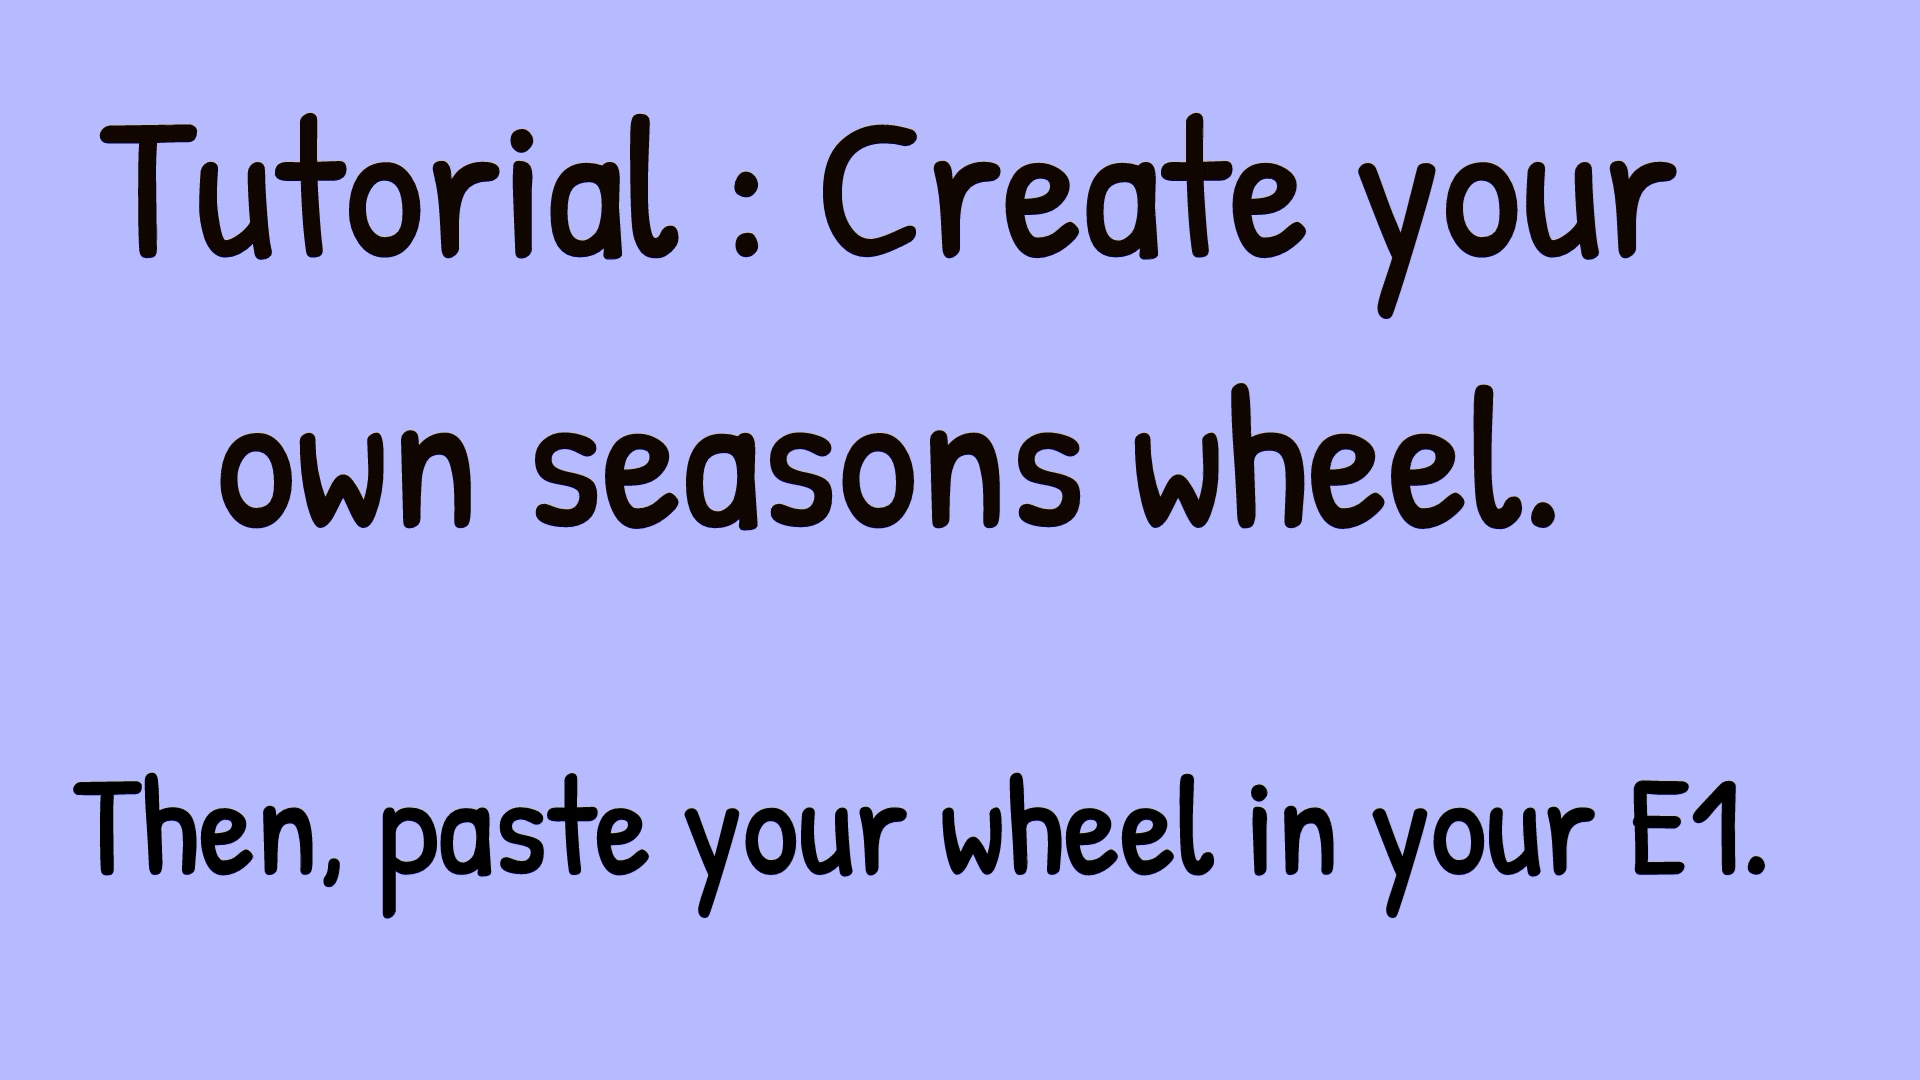 Tutorial : Create your
own seasons wheel.
Then, paste your wheel in your E1.